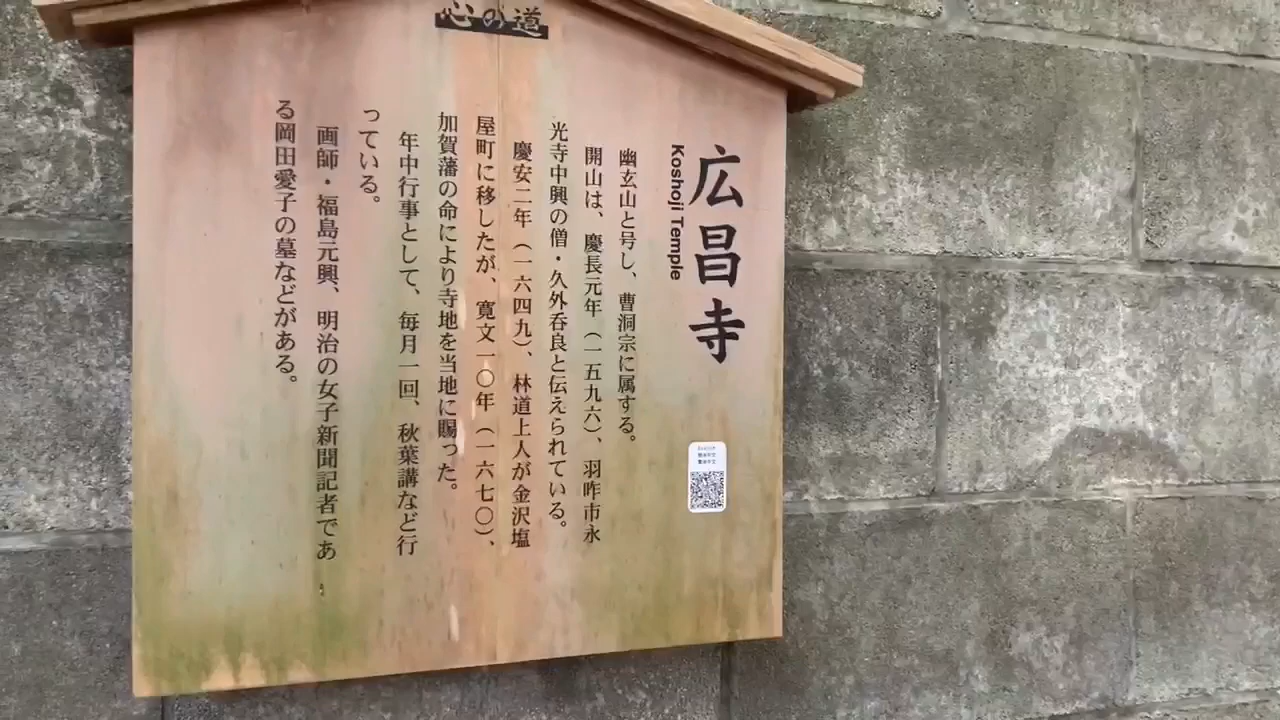 心の道
広昌寺
Koshoji Temple
幽玄山と号し、曹洞宗に属する。
開山は、慶長元年（一五九六）、羽咋市永
光寺中興の僧・久外呑良と伝えられている。
慶安二年（一六四九）、林道上人が金沢塩
屋町に移したが、寛文一〇年（一六七〇）、
加賀藩の命により寺地を当地に賜った。
年中行事として、毎月一回、秋葉講など行
っている。
画師・福島元興、明治の女子新聞記者であ
る岡田愛子の墓などがある。